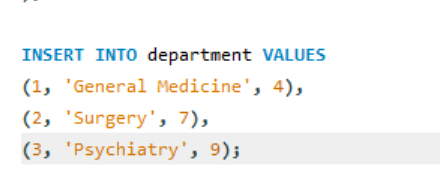 INSERT INTO department VALUES
(1, 'General Medicine', 4),
(2, 'Surgery', 7),
(3, 'Psychiatry', 9);